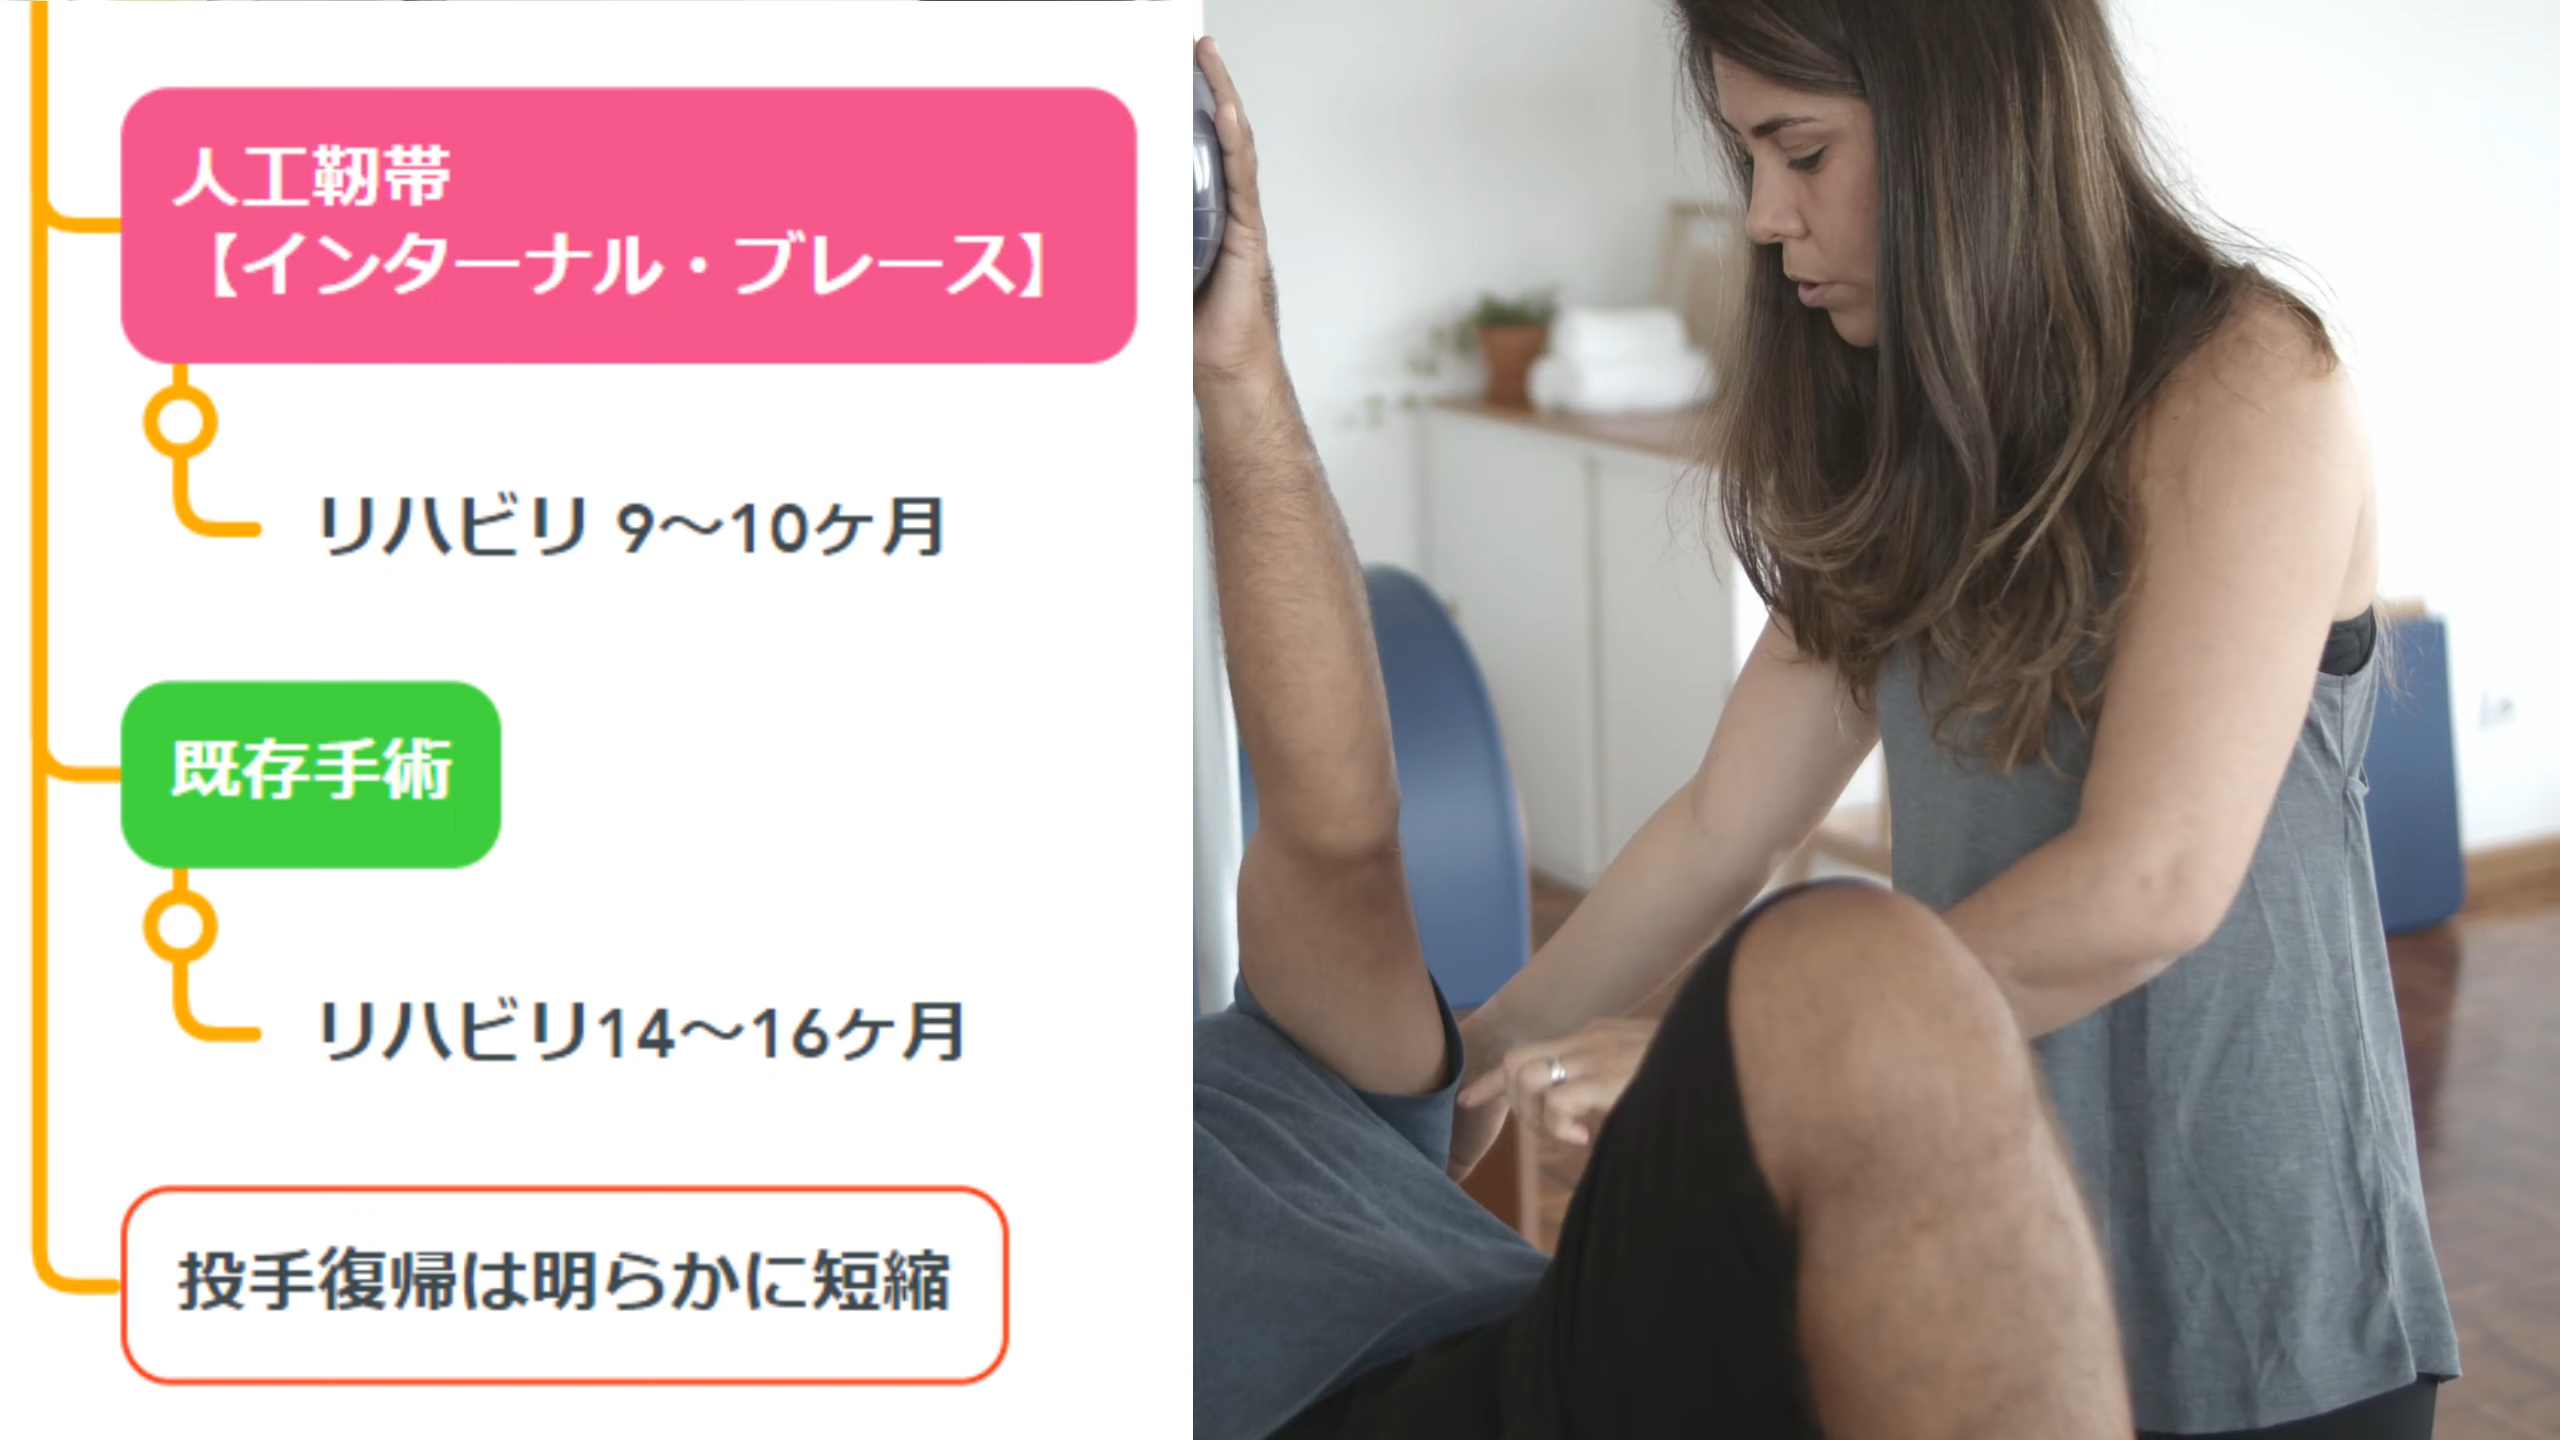 人工靭帯
【インターナル・ブレース】
リハビリ 9〜10ケ月
既存手術
リハビリ14〜16ケ月
投手復帰は明らかに短縮